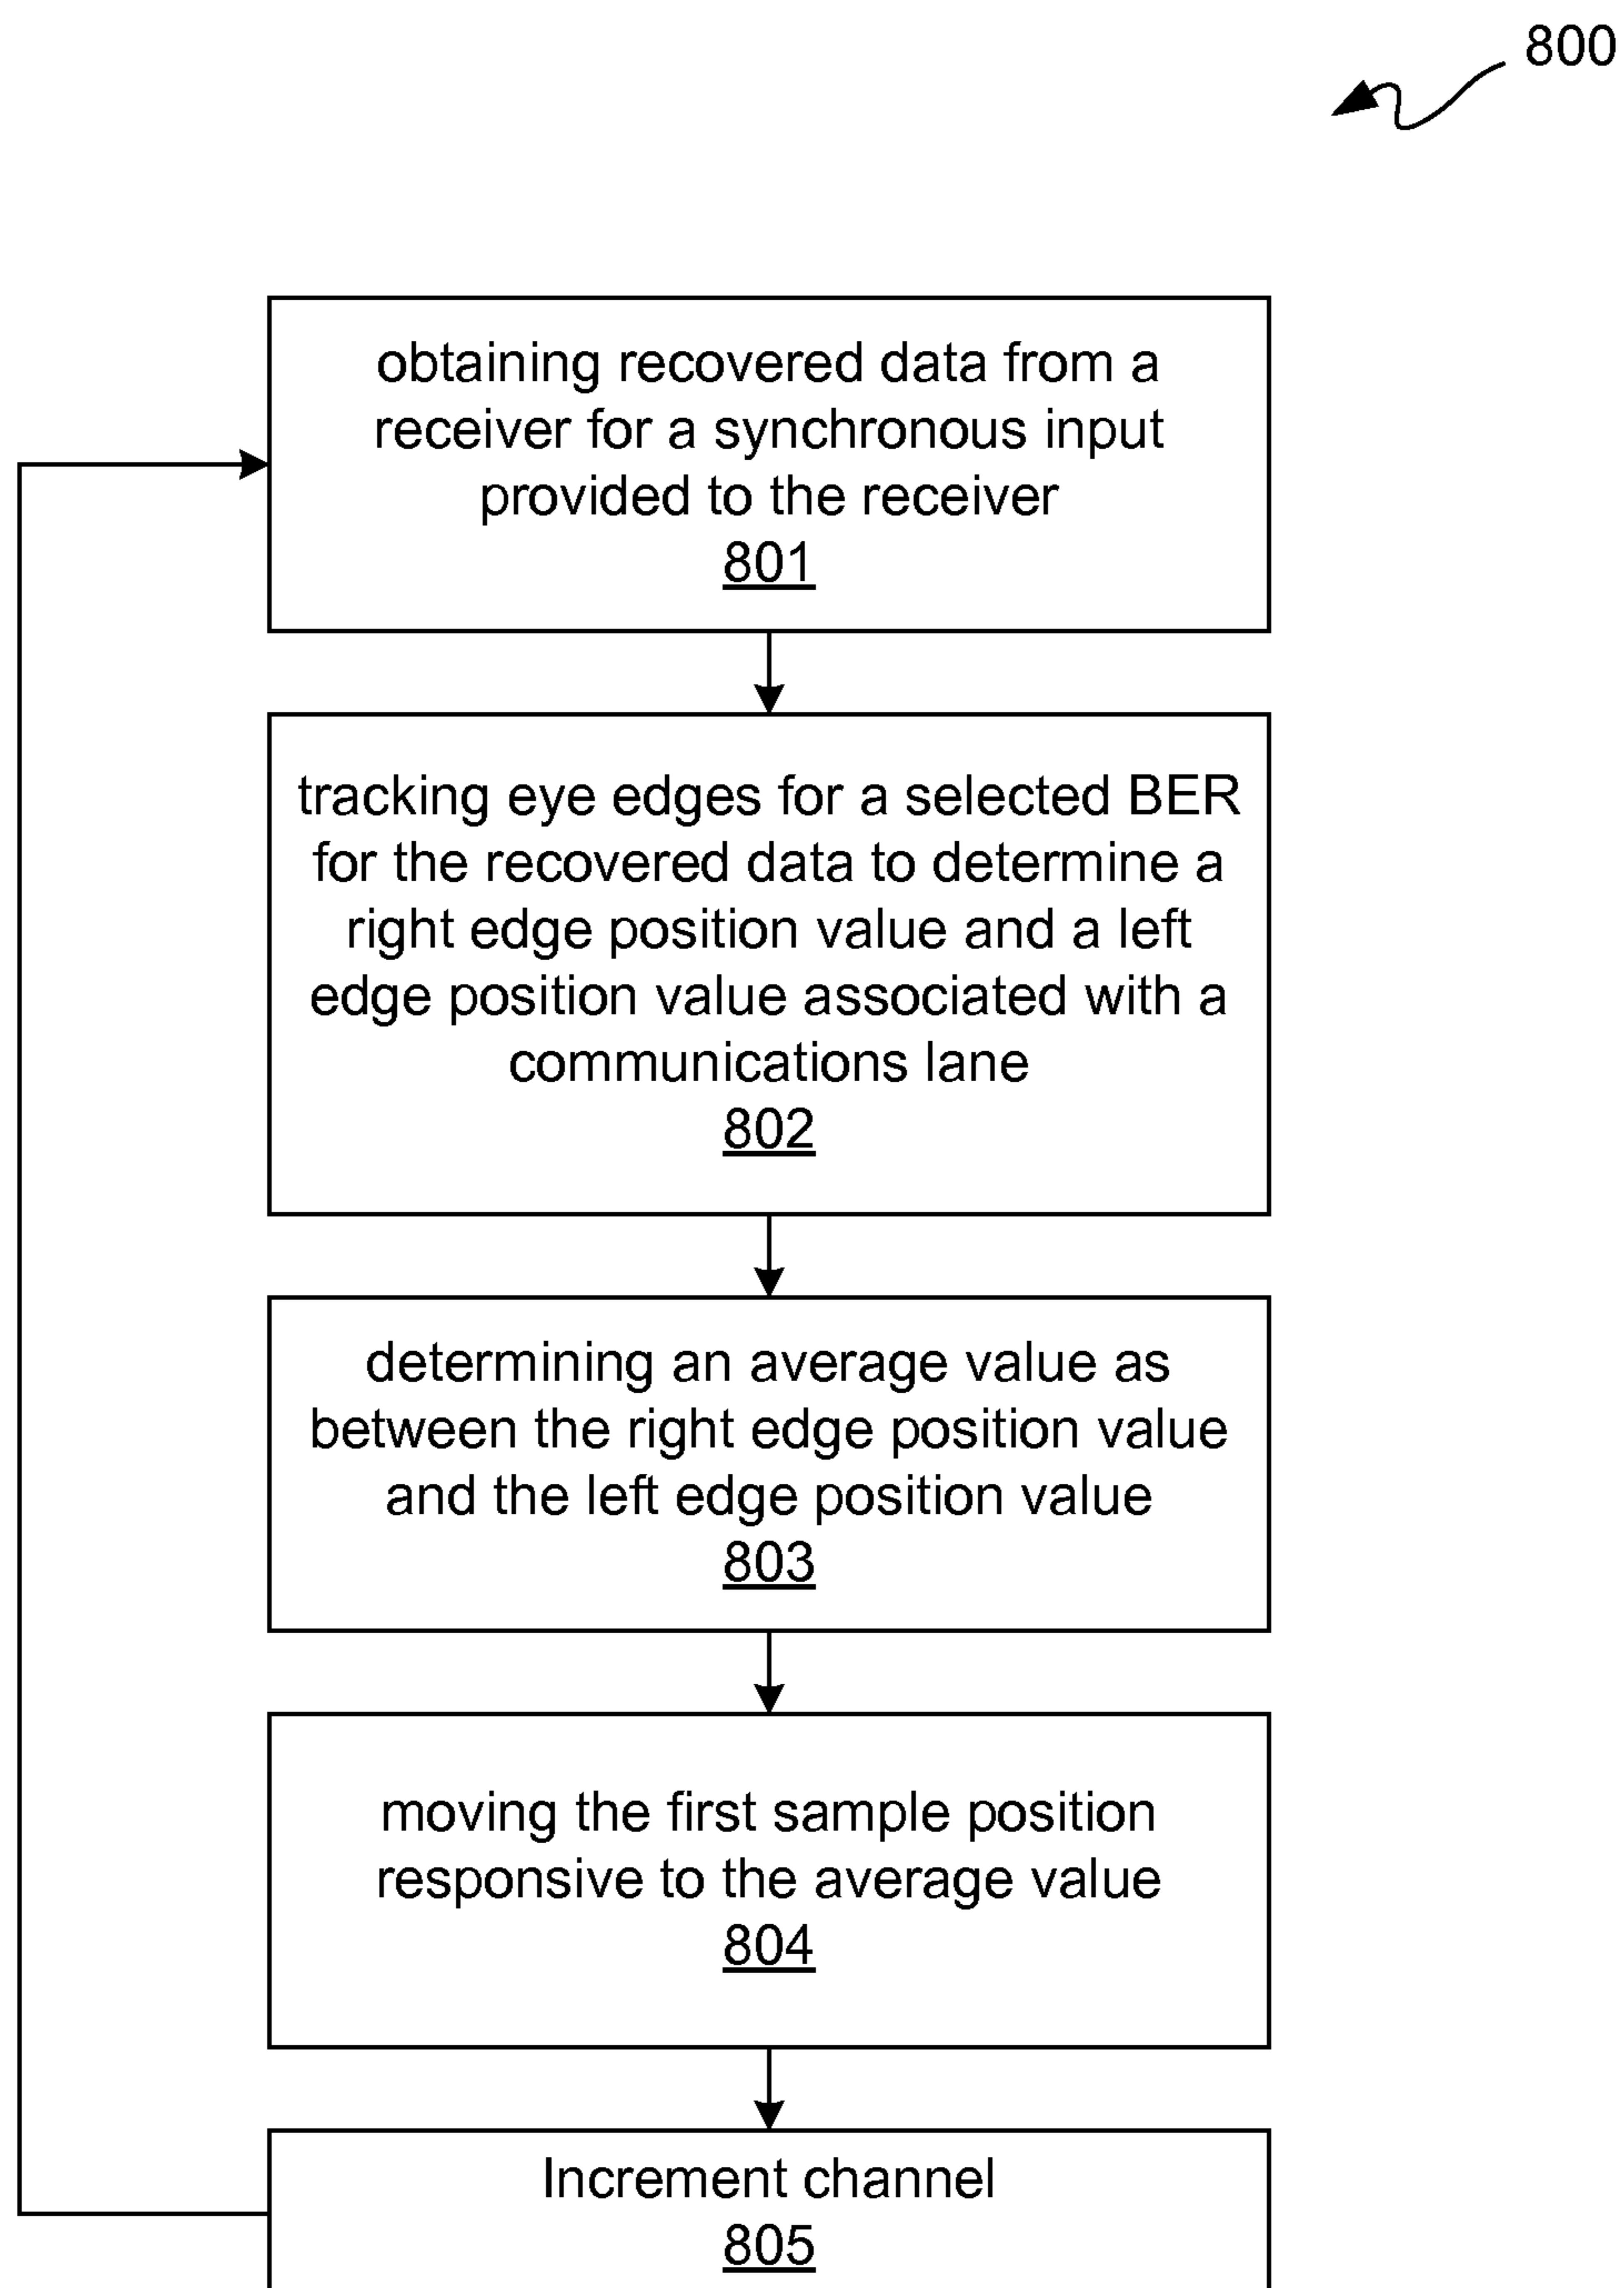 800
obtaining recovered data from a
receiver for a synchronous input
provided to the receiver
801
tracking eye edges for a selected BER
for the recovered data to determine a
right edge position value and a left
edge position value associated with a
communications lane
802
determining an average value as
between the right edge position value
and the left edge position value
803
moving the first sample position
responsive to the average value
804
Increment channel
805